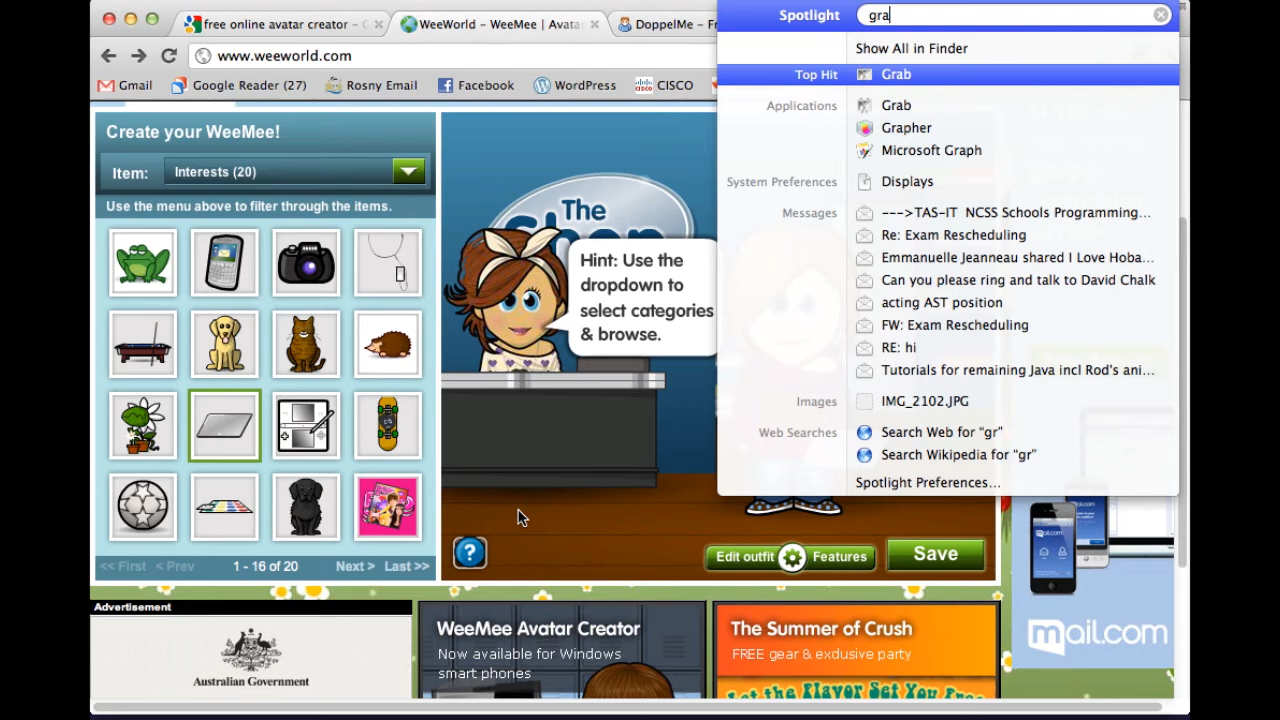 free online avatar creator – G
WeeWorld – WeeMee | Avata
DoppelMe – Fr
www.weeworld.com
Gmail
Google Reader (27)
Rosny Email
Facebook
WordPress
CISCO
Spotlight
gra
Show All in Finder
Top Hit
Grab
Applications
Grab
Grapher
Microsoft Graph
System Preferences
Displays
Messages
--->TAS-IT NCSS Schools Programming...
Re: Exam Rescheduling
Emmanuelle Jeanneau shared I Love Hoba...
Can you please ring and talk to David Chalk
acting AST position
FW: Exam Rescheduling
RE: hi
Tutorials for remaining Java incl Rod's ani...
Images
IMG_2102.JPG
Web Searches
Search Web for "gr"
Search Wikipedia for "gr"
Spotlight Preferences...
Create your WeeMee!
Item:
Interests (20)
Use the menu above to filter through the items.
<< First
< Prev
1 - 16 of 20
Next >
Last >>
The
Shop
Hint: Use the
dropdown to
select categories
& browse.
?
Edit outfit
Features
Save
Advertisement
Australian Government
WeeMee Avatar Creator
Now available for Windows
smart phones
The Summer of Crush
FREE gear & exclusive party
Let the Flavor Set You Free
mail.com